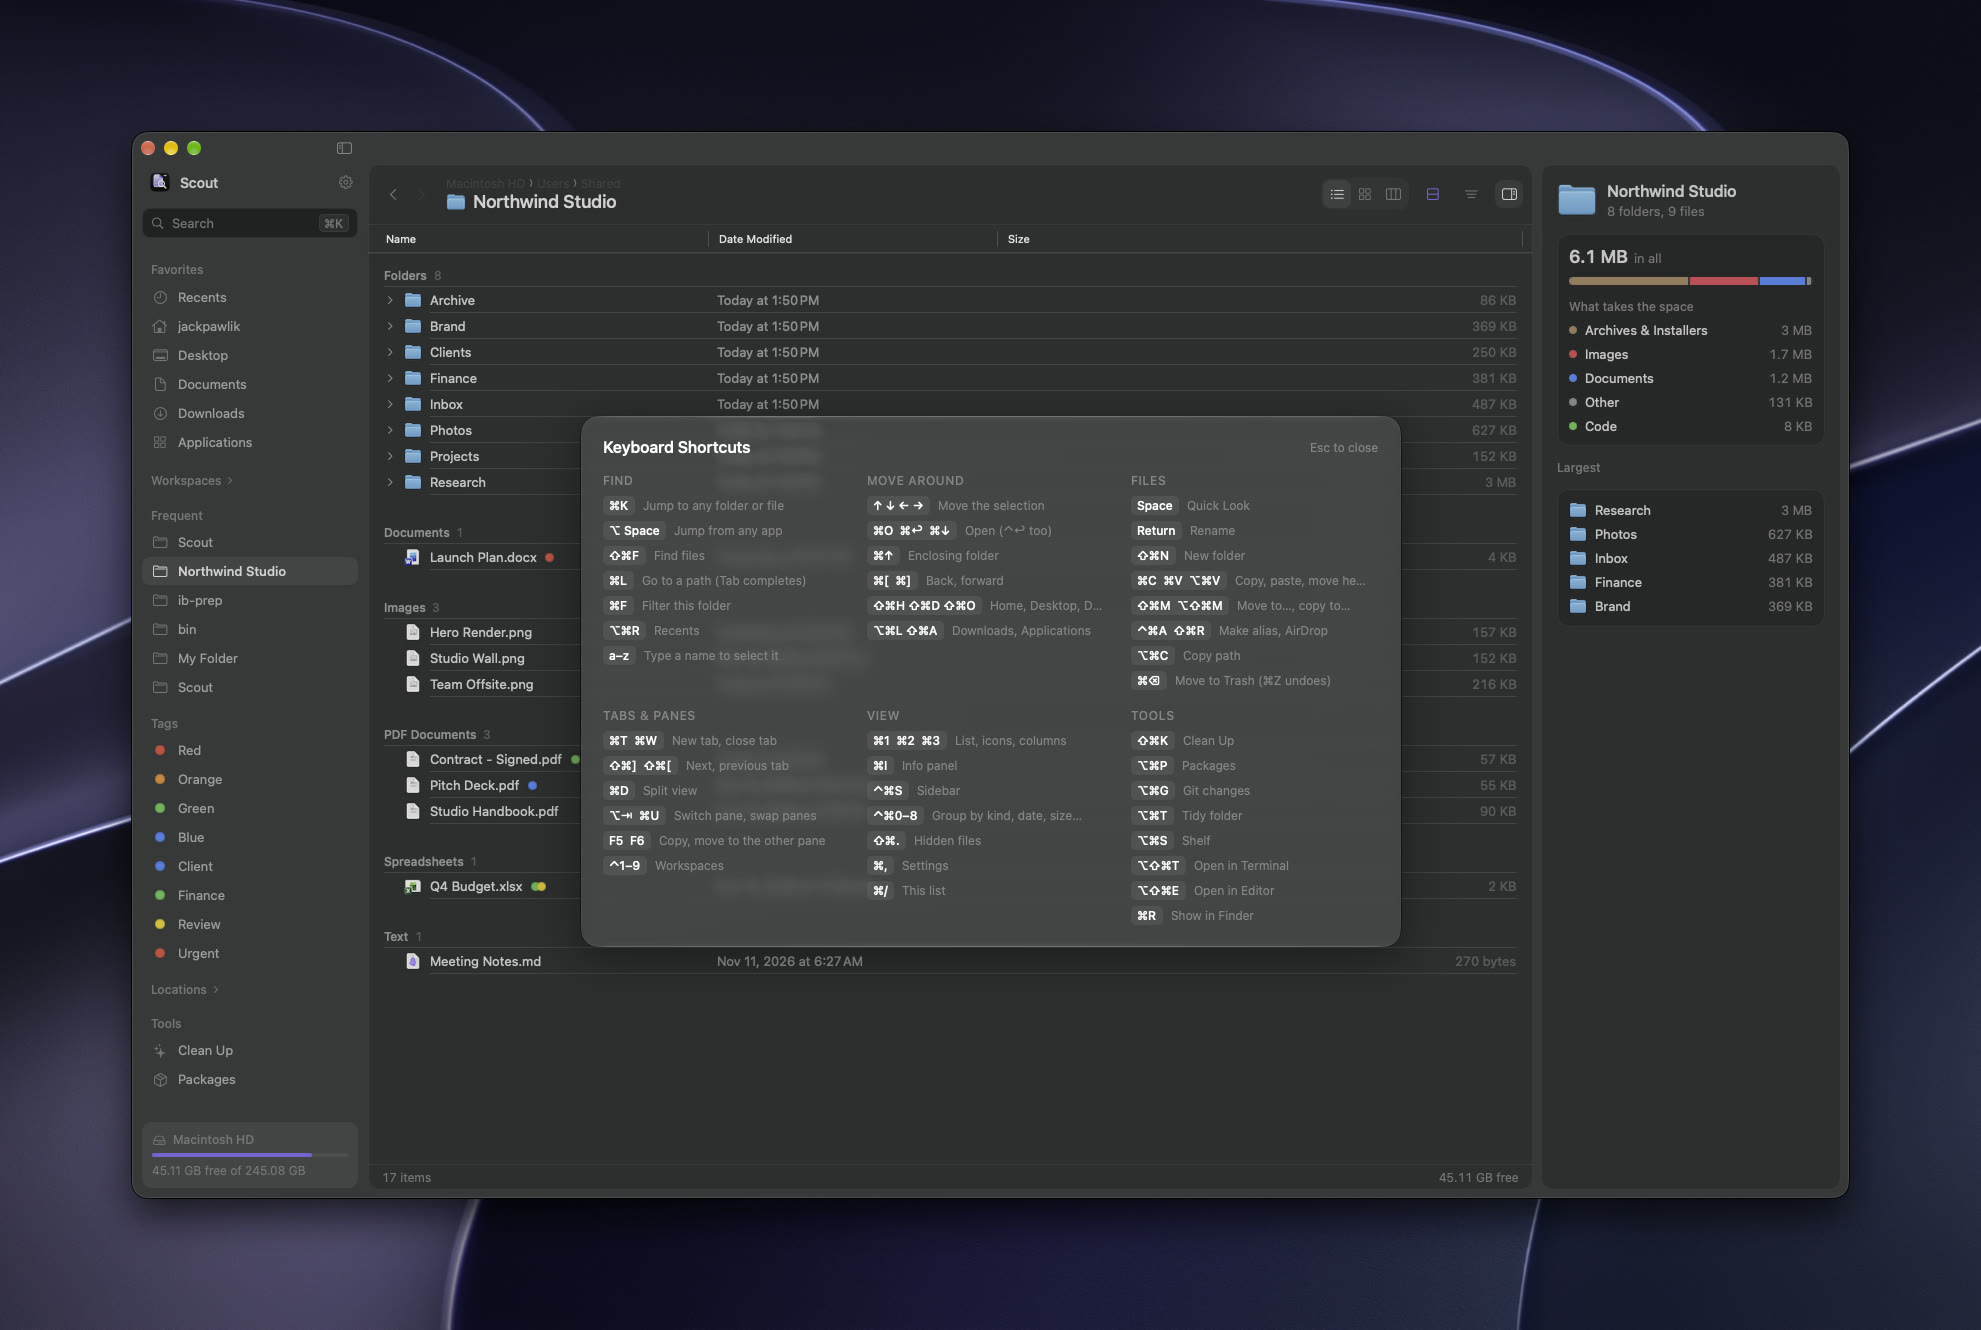 Scout
Search ⌘K
Favorites
Recents
jackpawlik
Desktop
Documents
Downloads
Applications
Workspaces
Frequent
Scout
Northwind Studio
ib-prep
bin
My Folder
Scout
Tags
Red
Orange
Green
Blue
Client
Finance
Review
Urgent
Locations
Tools
Clean Up
Packages
Macintosh HD
45.11 GB free of 245.08 GB
Macintosh HD › Users › Shared
Northwind Studio
Name Date Modified Size
Folders 8
Archive Today at 1:50 PM 86 KB
Brand Today at 1:50 PM 369 KB
Clients Today at 1:50 PM 250 KB
Finance Today at 1:50 PM 381 KB
Inbox Today at 1:50 PM 487 KB
Photos 627 KB
Projects 152 KB
Research 3 MB
Documents 1
Launch Plan.docx 4 KB
Images 3
Hero Render.png 157 KB
Studio Wall.png 152 KB
Team Offsite.png 216 KB
PDF Documents 3
Contract - Signed.pdf 57 KB
Pitch Deck.pdf 55 KB
Studio Handbook.pdf 90 KB
Spreadsheets 1
Q4 Budget.xlsx 2 KB
Text 1
Meeting Notes.md Nov 11, 2026 at 6:27 AM 270 bytes
17 items 45.11 GB free
Keyboard Shortcuts Esc to close
FIND
⌘K Jump to any folder or file
⌥ Space Jump from any app
⇧⌘F Find files
⌘L Go to a path (Tab completes)
⌘F Filter this folder
⌥⌘R Recents
a–z Type a name to select it
MOVE AROUND
↑ ↓ ← → Move the selection
⌘O ⌘↩ ⌘↓ Open (^↩ too)
⌘↑ Enclosing folder
⌘[ ⌘] Back, forward
⇧⌘H ⇧⌘D ⇧⌘O Home, Desktop, D...
⌥⌘L ⇧⌘A Downloads, Applications
FILES
Space Quick Look
Return Rename
⇧⌘N New folder
⌘C ⌘V ⌥⌘V Copy, paste, move he...
⇧⌘M ⌥⇧⌘M Move to..., copy to...
^⌘A ⇧⌘R Make alias, AirDrop
⌥⌘C Copy path
⌘⌫ Move to Trash (⌘Z undoes)
TABS & PANES
⌘T ⌘W New tab, close tab
⇧⌘] ⇧⌘[ Next, previous tab
⌘D Split view
⌥⇥ ⌘U Switch pane, swap panes
F5 F6 Copy, move to the other pane
^1–9 Workspaces
VIEW
⌘1 ⌘2 ⌘3 List, icons, columns
⌘I Info panel
^⌘S Sidebar
^⌘0–8 Group by kind, date, size...
⇧⌘. Hidden files
⌘, Settings
⌘/ This list
TOOLS
⇧⌘K Clean Up
⌥⌘P Packages
⌥⌘G Git changes
⌥⌘T Tidy folder
⌥⌘S Shelf
⌥⇧⌘T Open in Terminal
⌥⇧⌘E Open in Editor
⌘R Show in Finder
Northwind Studio
8 folders, 9 files
6.1 MB in all
What takes the space
Archives & Installers 3 MB
Images 1.7 MB
Documents 1.2 MB
Other 131 KB
Code 8 KB
Largest
Research 3 MB
Photos 627 KB
Inbox 487 KB
Finance 381 KB
Brand 369 KB